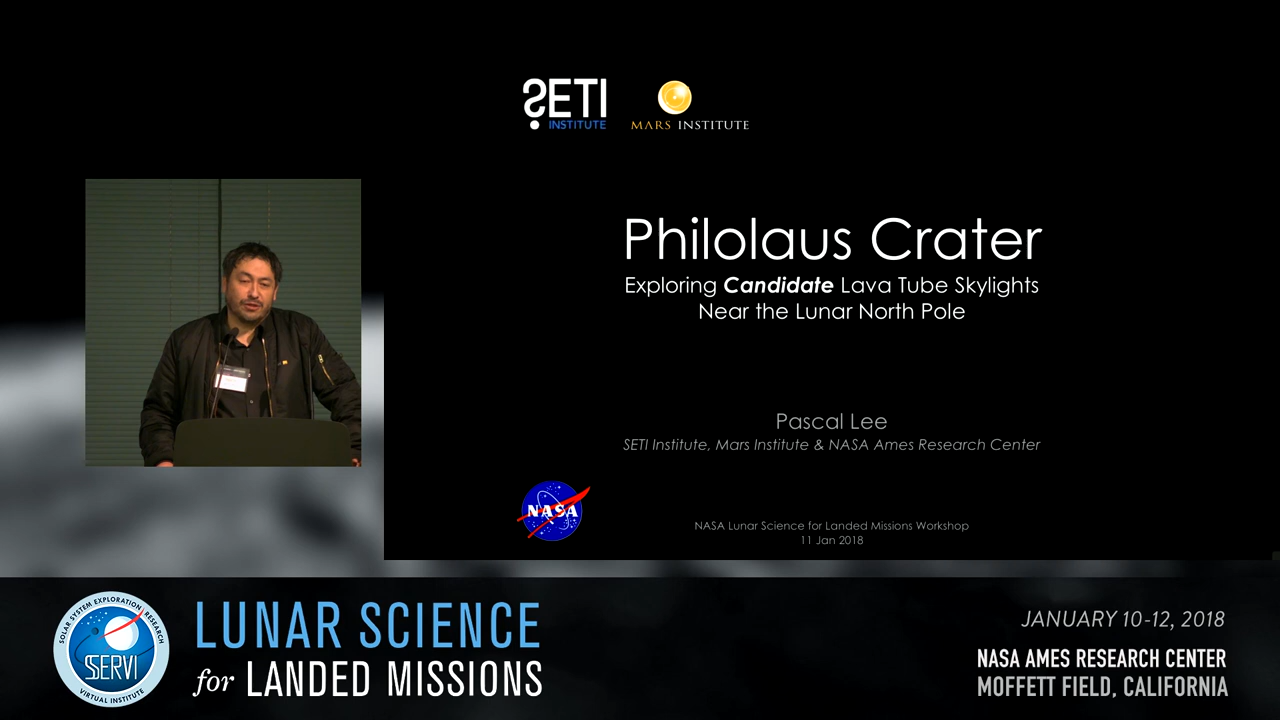 SETI
INSTITUTE
MARS INSTITUTE
Philolaus Crater
Exploring Candidate Lava Tube Skylights
Near the Lunar North Pole
Pascal Lee
SETI Institute, Mars Institute & NASA Ames Research Center
NASA
NASA Lunar Science for Landed Missions Workshop
11 Jan 2018
SOLAR SYSTEM EXPLORATION RESEARCH
SSERVI
VIRTUAL INSTITUTE
LUNAR SCIENCE
for LANDED MISSIONS
JANUARY 10-12, 2018
NASA AMES RESEARCH CENTER
MOFFETT FIELD, CALIFORNIA